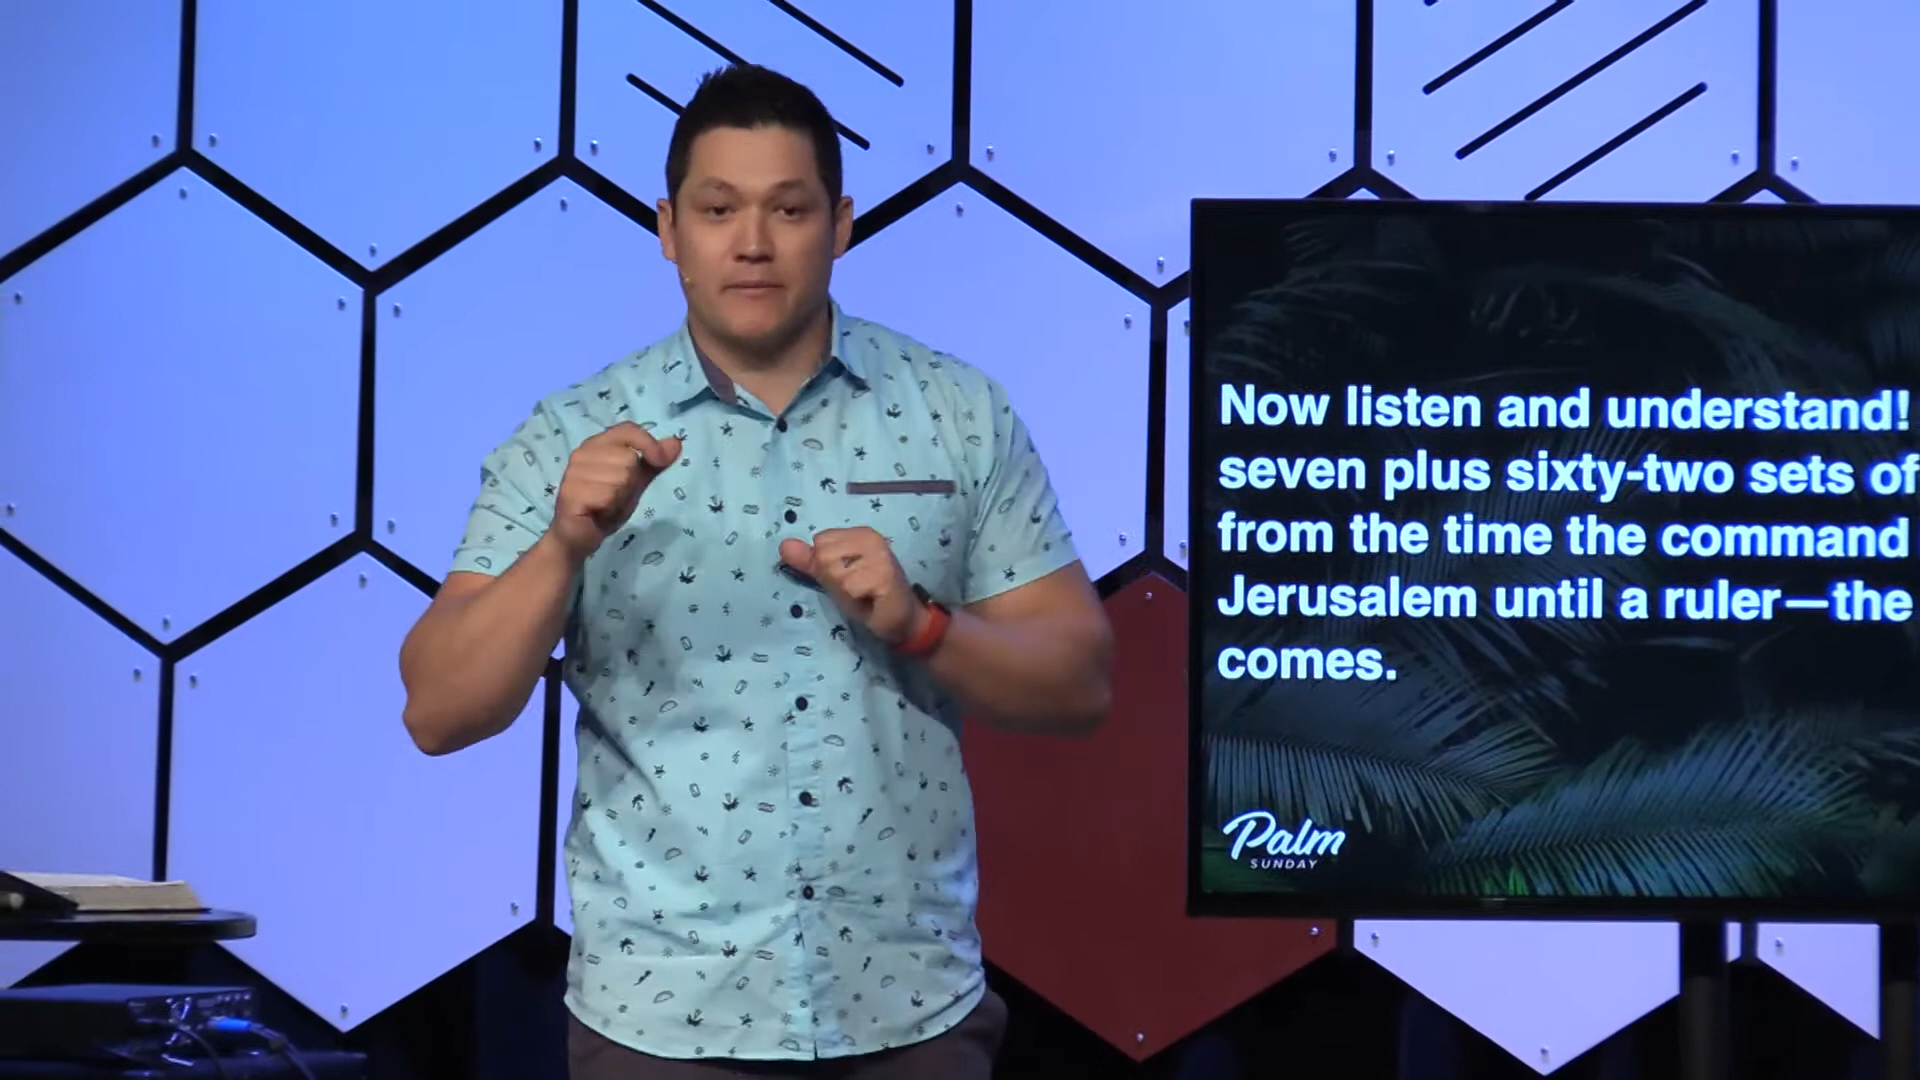 Now listen and understand!
seven plus sixty-two sets of
from the time the command
Jerusalem until a ruler—the
comes.
Palm
SUNDAY